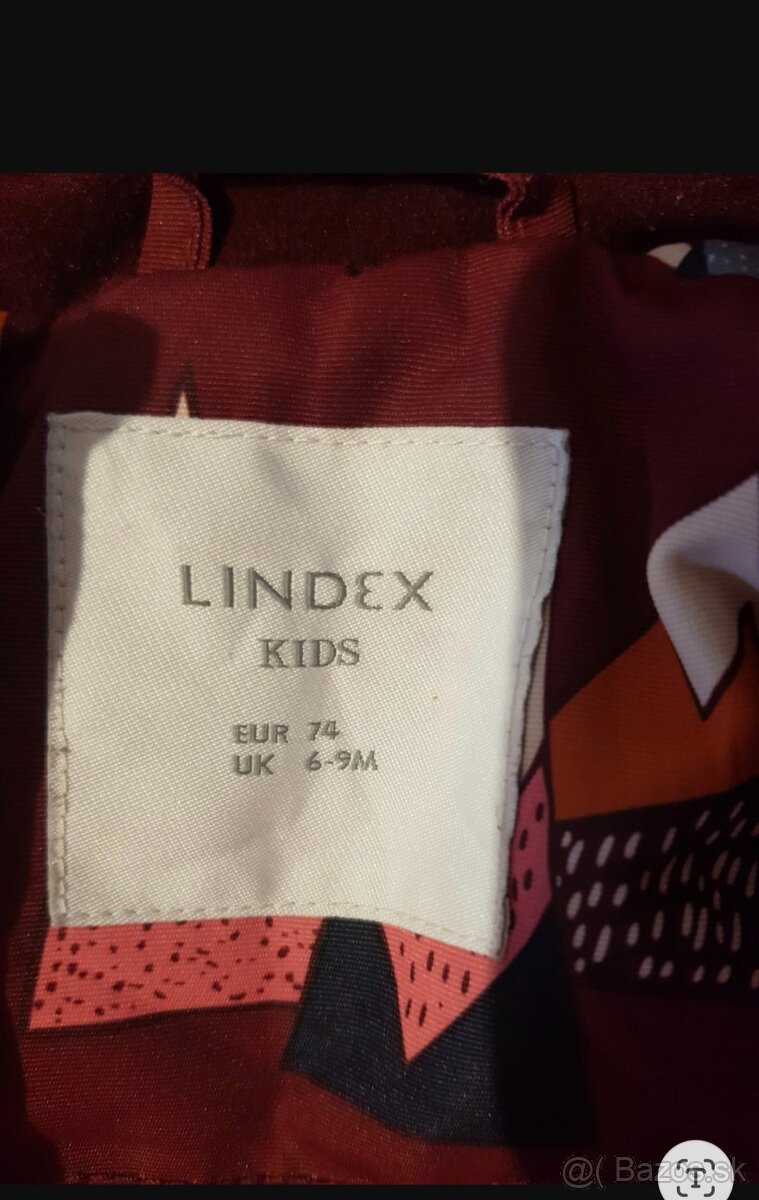 LINDEX
KIDS
EUR 74
UK 6-9M
@( Bazos.sk